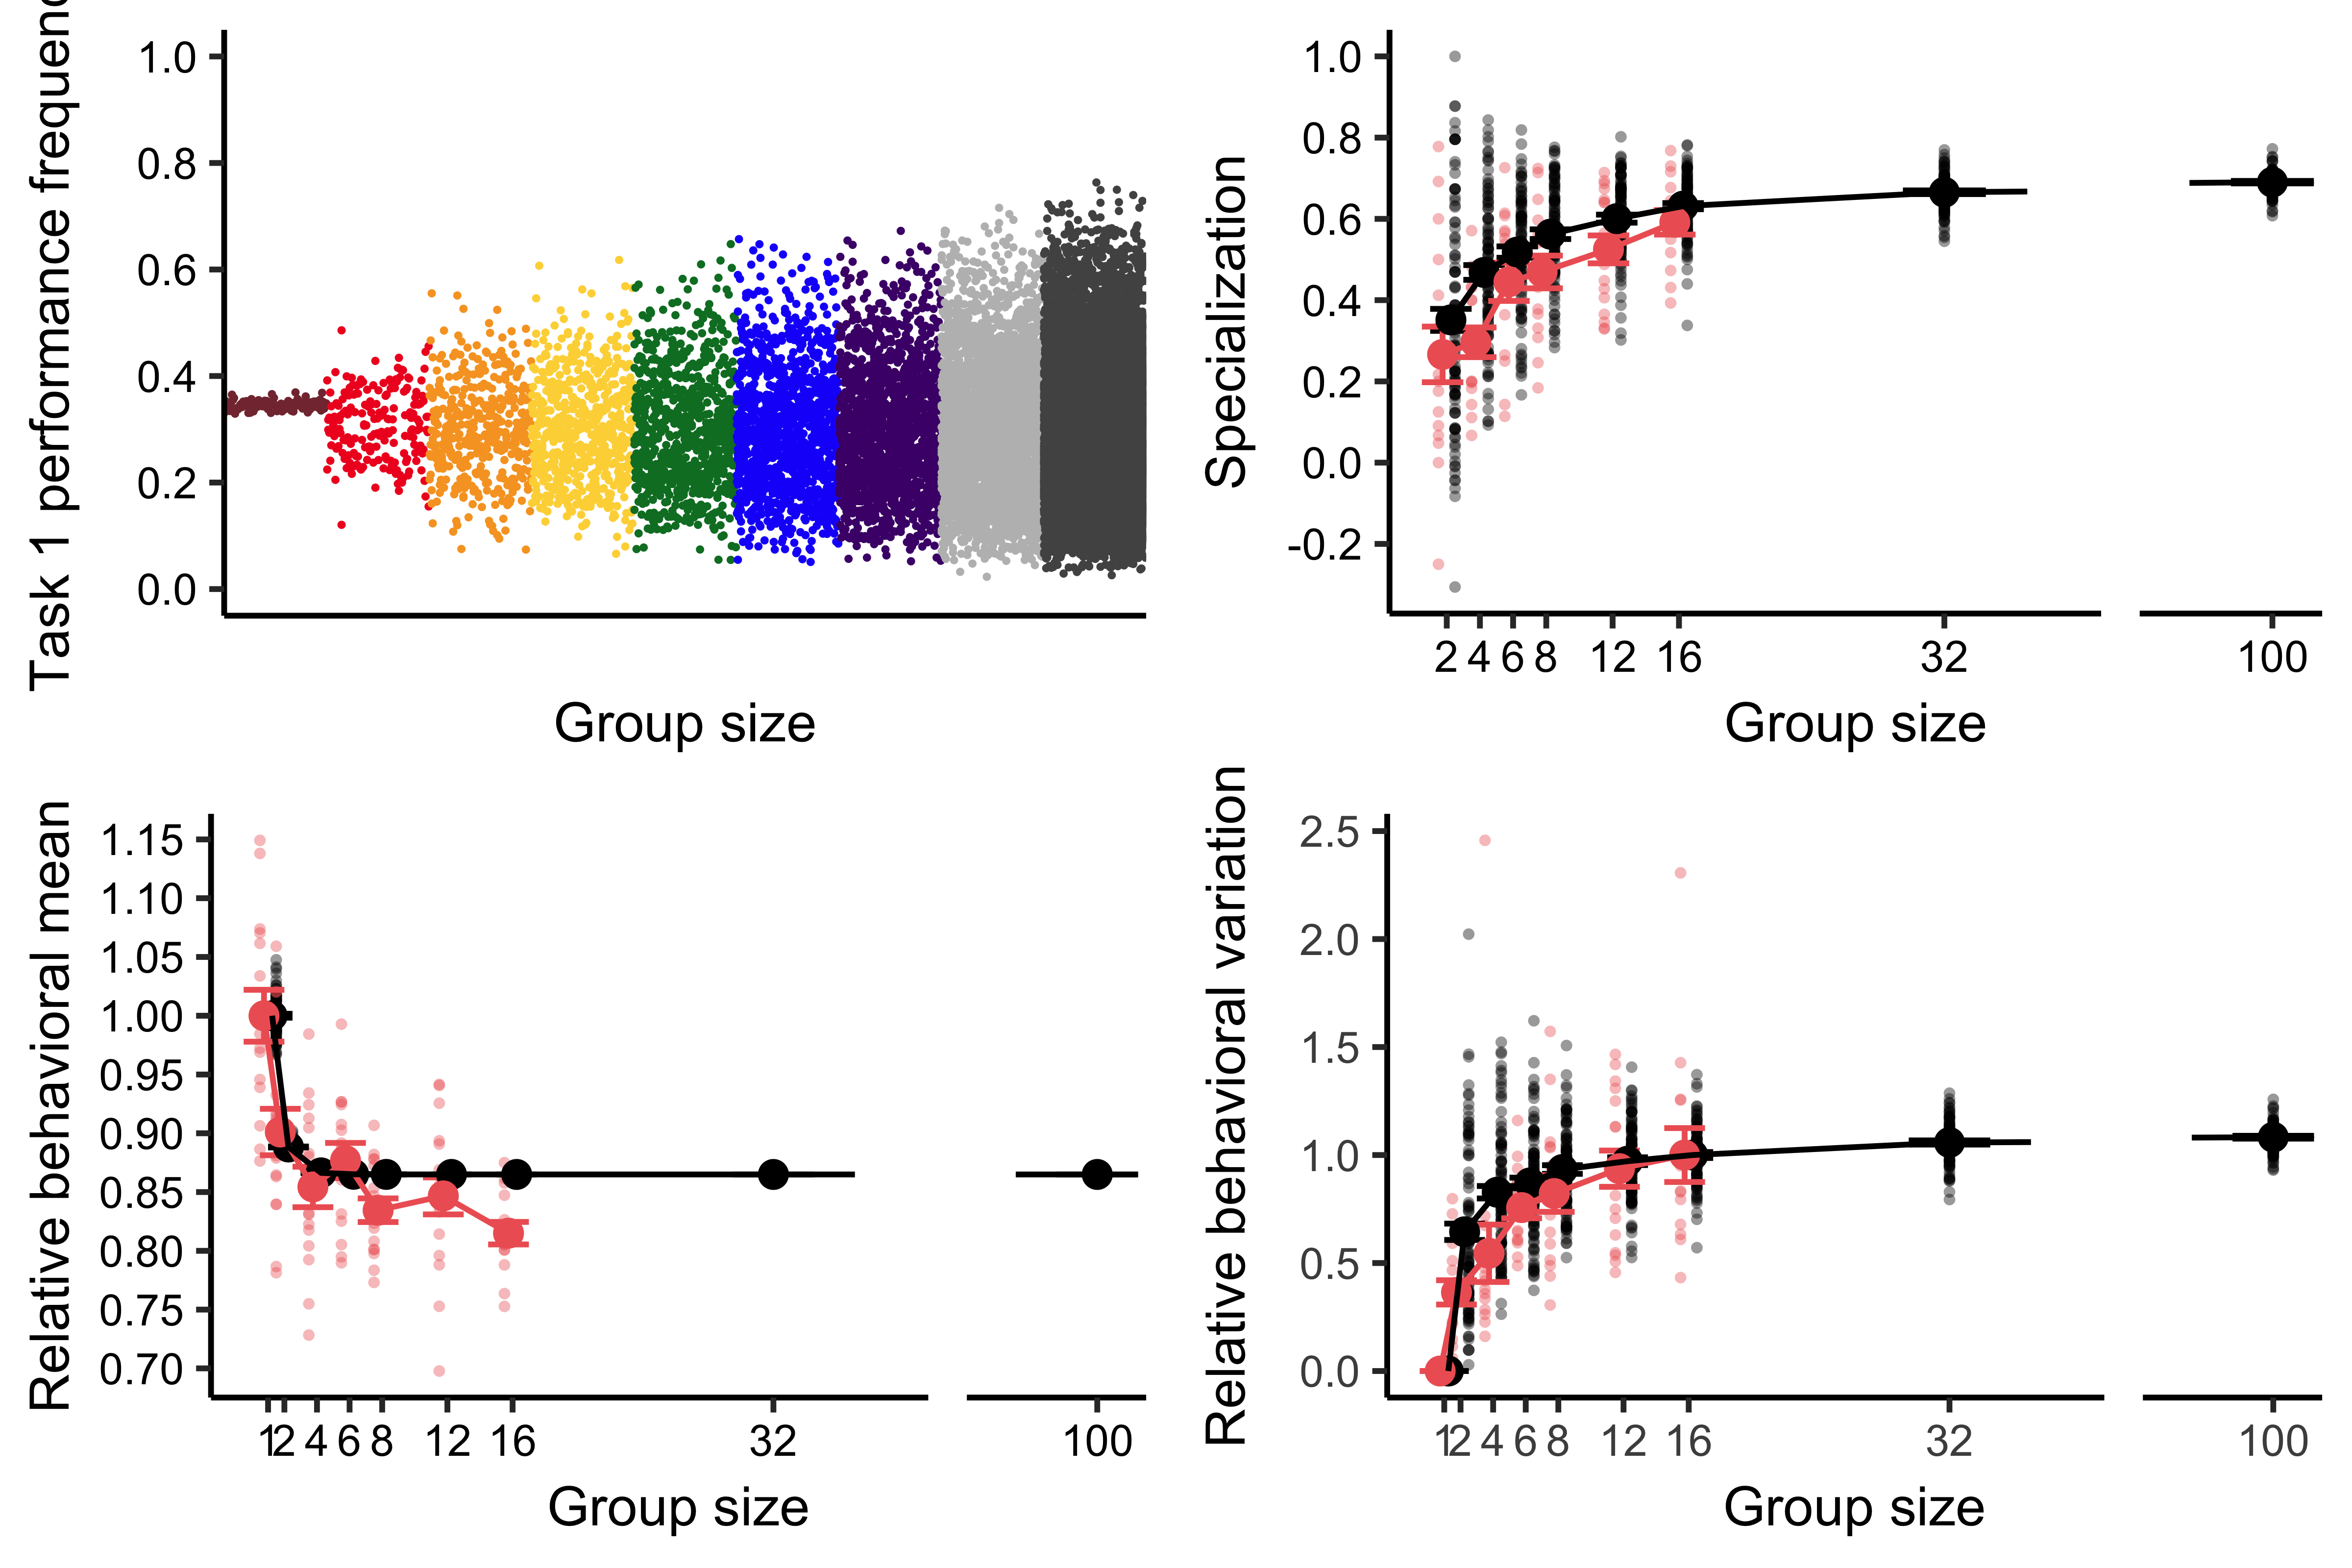 Task 1 performance frequenc
1.0
0.8
0.6
0.4
0.2
0.0
Group size
Specialization
1.0
0.8
0.6
0.4
0.2
0.0
-0.2
2 4 6 8 12 16 32 100
Group size
Relative behavioral mean
1.15
1.10
1.05
1.00
0.95
0.90
0.85
0.80
0.75
0.70
1 2 4 6 8 12 16 32 100
Group size
Relative behavioral variation
2.5
2.0
1.5
1.0
0.5
0.0
1 2 4 6 8 12 16 32 100
Group size